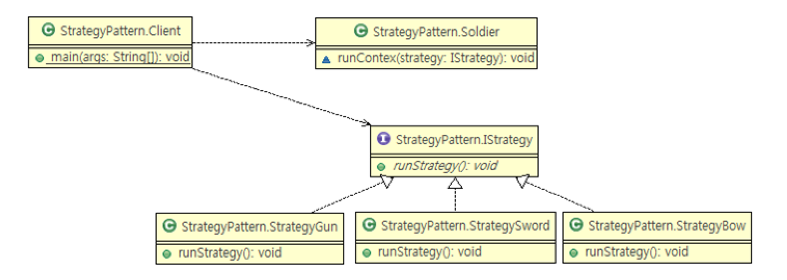 StrategyPattern.Client
main(args: String[]): void
StrategyPattern.Soldier
runContex(strategy: IStrategy): void
StrategyPattern.IStrategy
runStrategy(): void
StrategyPattern.StrategyGun
runStrategy(): void
StrategyPattern.StrategySword
runStrategy(): void
StrategyPattern.StrategyBow
runStrategy(): void